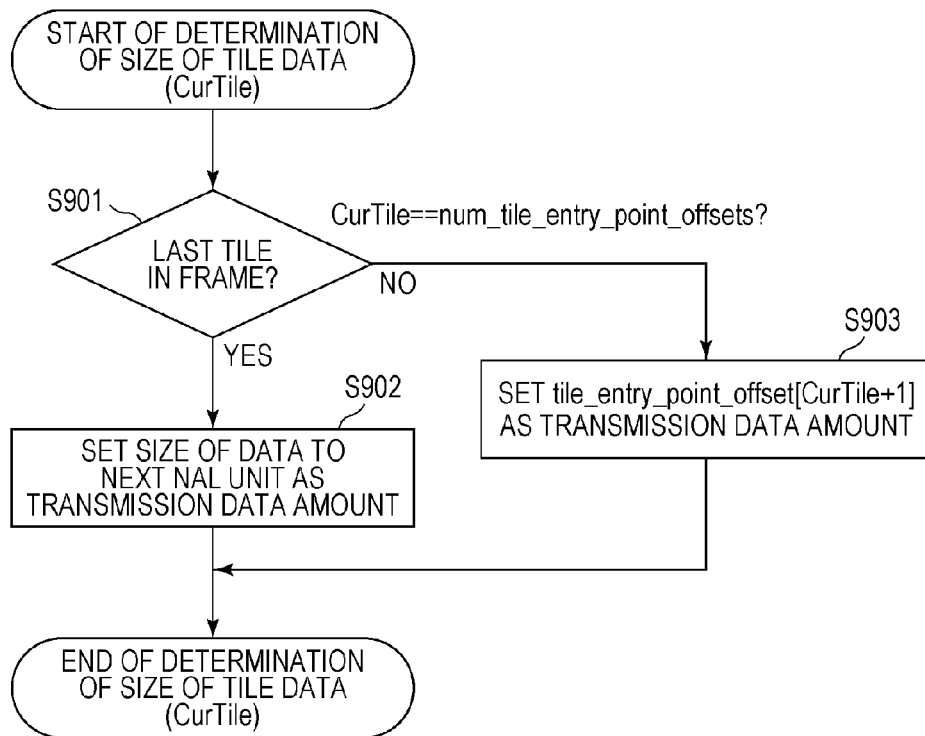 START OF DETERMINATION
OF SIZE OF TILE DATA
(CurTile)
S901
CurTile==num_tile_entry_point_offsets?
LAST TILE
IN FRAME?
NO
YES
S903
SET tile_entry_point_offset[CurTile+1]
AS TRANSMISSION DATA AMOUNT
S902
SET SIZE OF DATA TO
NEXT NAL UNIT AS
TRANSMISSION DATA AMOUNT
END OF DETERMINATION
OF SIZE OF TILE DATA
(CurTile)